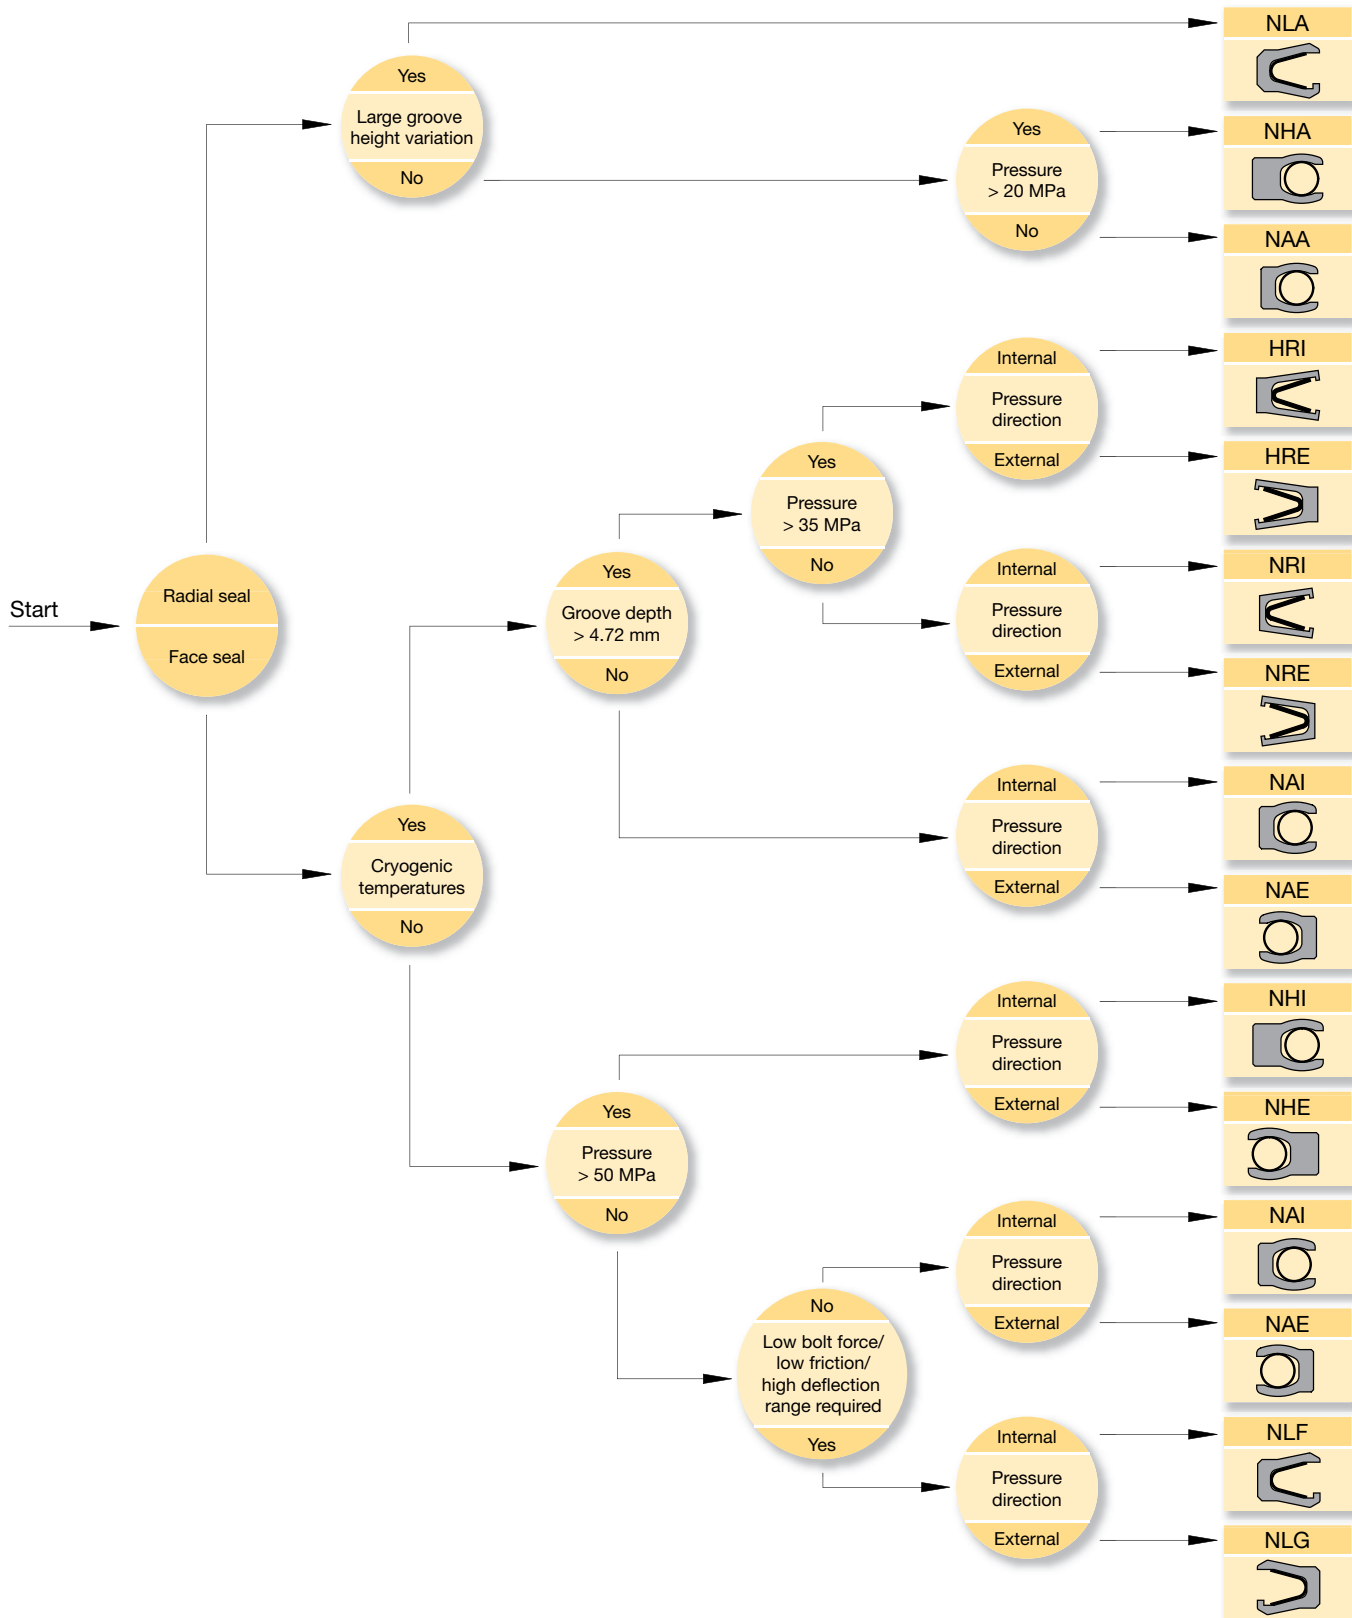 Start
Radial seal
Face seal
Yes
Large groove
height variation
No
Yes
Pressure
> 20 MPa
No
NLA
NHA
NAA
Yes
Cryogenic
temperatures
No
Yes
Groove depth
> 4.72 mm
No
Yes
Pressure
> 35 MPa
No
Internal
Pressure
direction
External
HRI
HRE
Internal
Pressure
direction
External
NRI
NRE
Internal
Pressure
direction
External
NAI
NAE
Yes
Pressure
> 50 MPa
No
Internal
Pressure
direction
External
NHI
NHE
No
Low bolt force/
low friction/
high deflection
range required
Yes
Internal
Pressure
direction
External
NAI
NAE
Internal
Pressure
direction
External
NLF
NLG